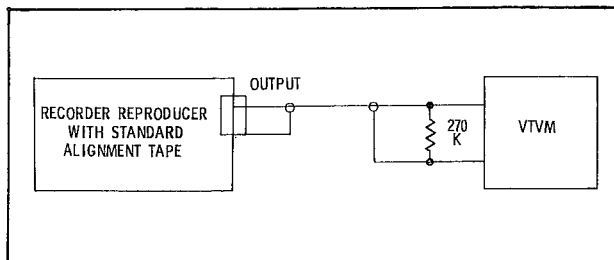 OUTPUT
RECORDER REPRODUCER
WITH STANDARD
ALIGNMENT TAPE
270
K
VTVM